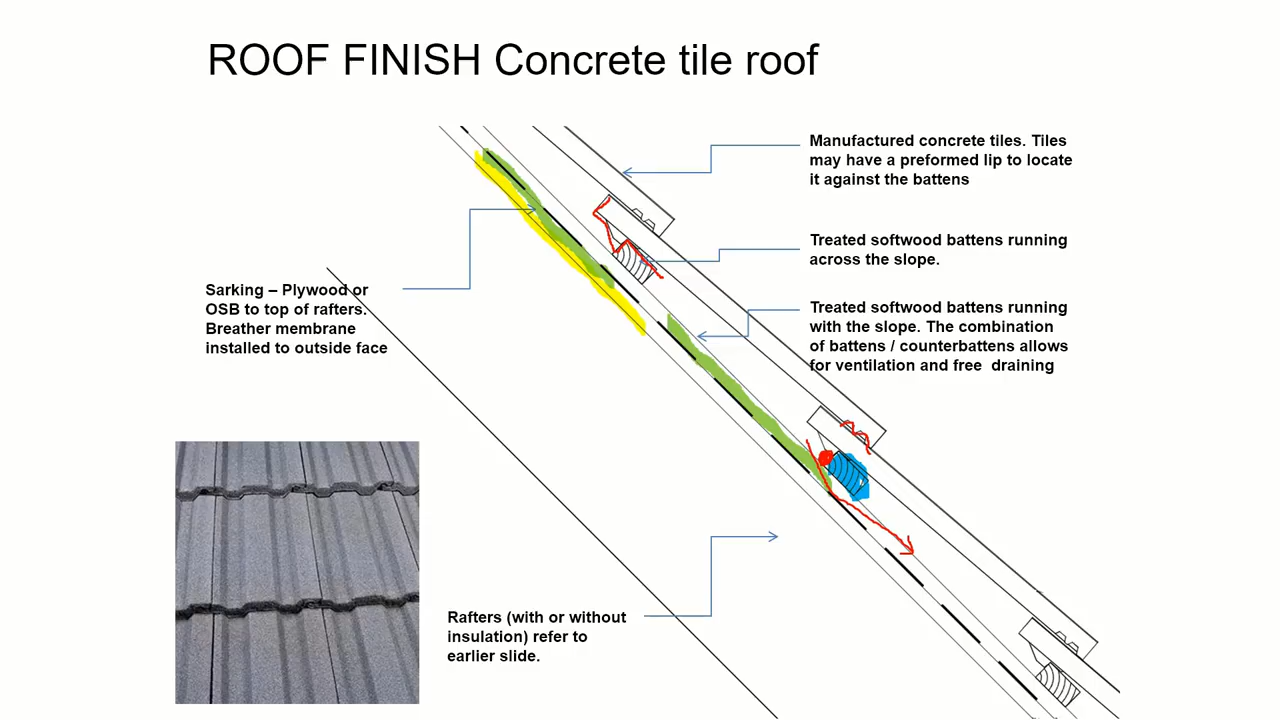 ROOF FINISH Concrete tile roof
Manufactured concrete tiles. Tiles
may have a preformed lip to locate
it against the battens
Treated softwood battens running
across the slope.
Sarking – Plywood or
OSB to top of rafters.
Breather membrane
installed to outside face
Treated softwood battens running
with the slope. The combination
of battens / counterbattens allows
for ventilation and free  draining
Rafters (with or without
insulation) refer to
earlier slide.